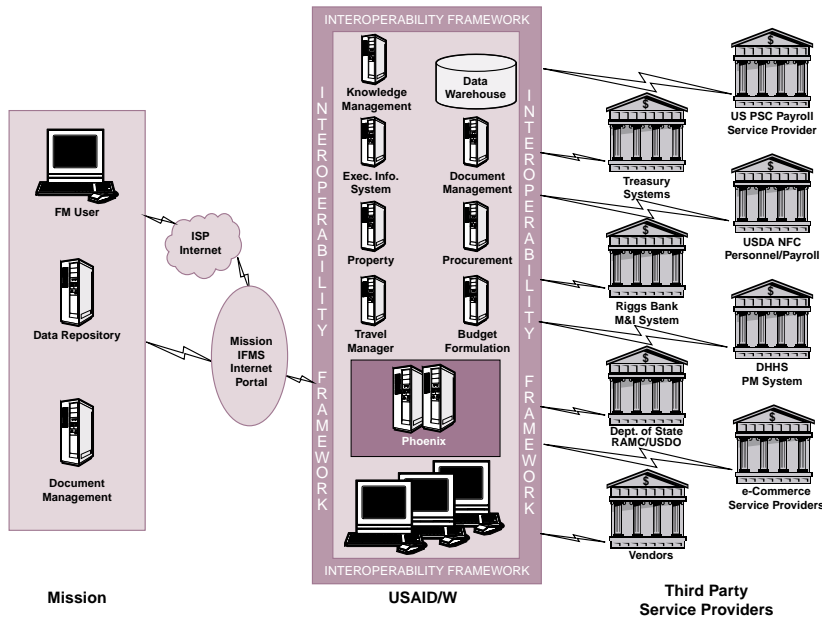 INTEROPERABILITY FRAMEWORK
INTEROPERABILITY FRAMEWORK
INTEROPERABILITY FRAMEWORK
INTEROPERABILITY FRAMEWORK
FM User
Data Repository
Document
Management
Mission
ISP
Internet
Mission
IFMS
Internet
Portal
Knowledge
Management
Data
Warehouse
Exec. Info.
System
Document
Management
Property
Procurement
Travel
Manager
Budget
Formulation
Phoenix
USAID/W
$
US PSC Payroll
Service Provider
$
Treasury
Systems
$
USDA NFC
Personnel/Payroll
$
Riggs Bank
M&I System
$
DHHS
PM System
$
Dept. of State
RAMC/USDO
$
e-Commerce
Service Providers
$
Vendors
Third Party
Service Providers